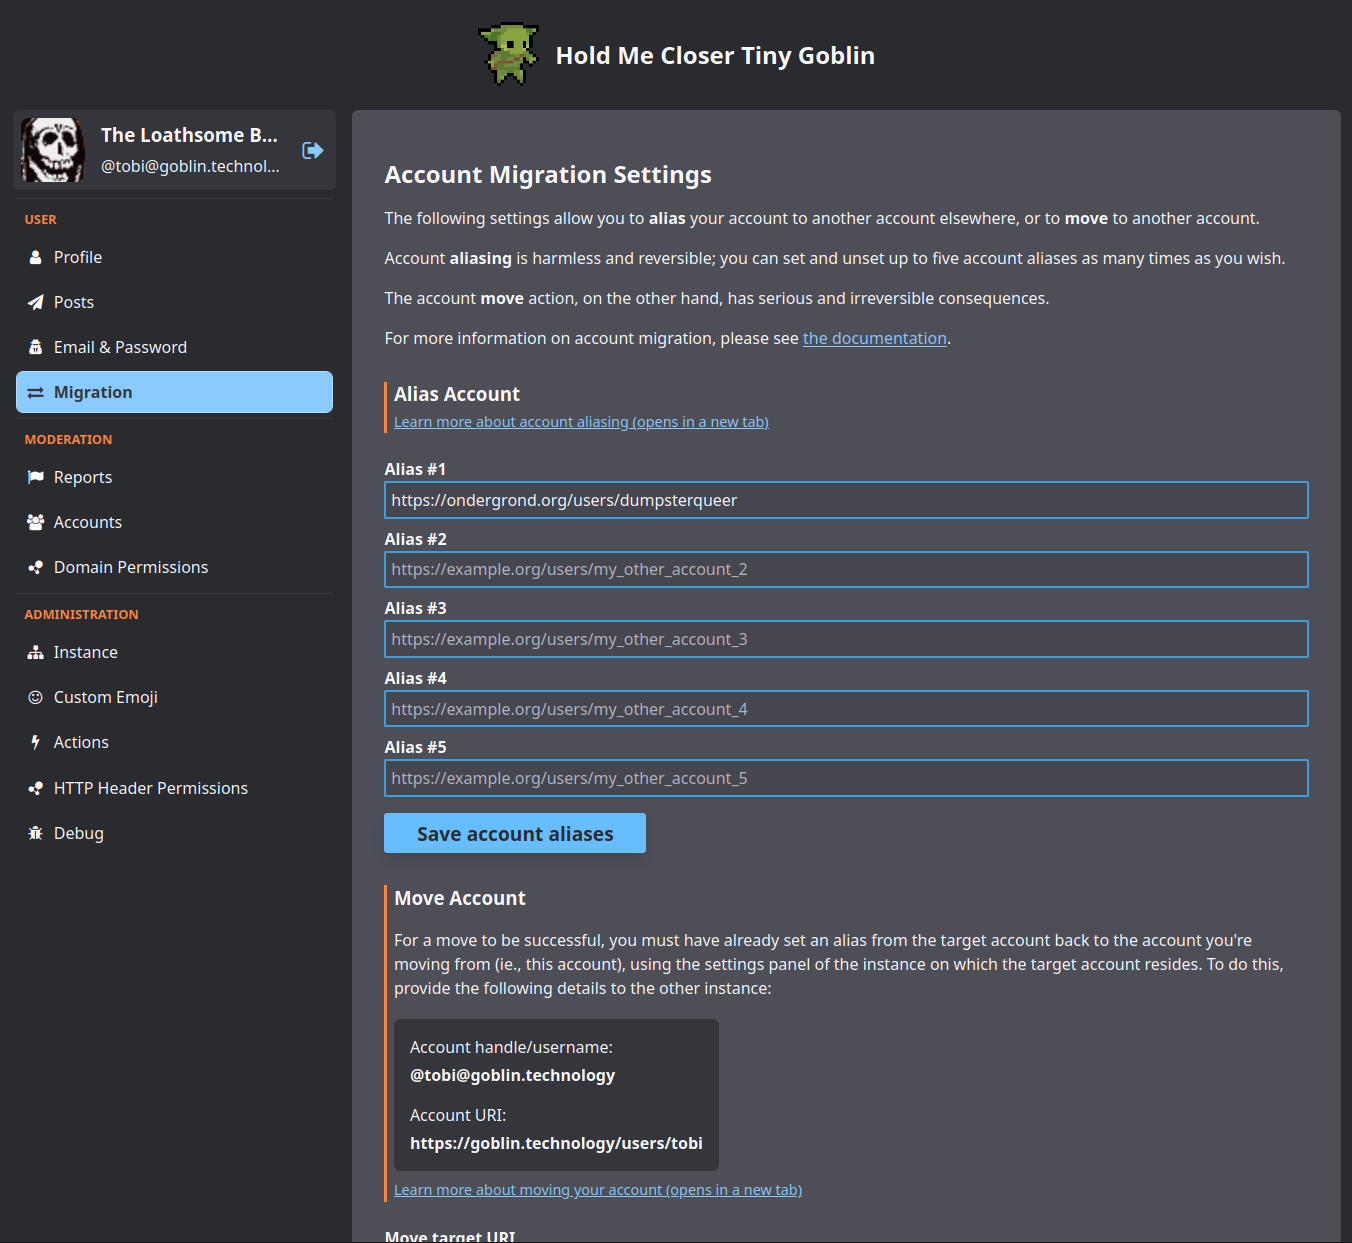 Hold Me Closer Tiny Goblin
The Loathsome B...
@tobi@goblin.technol...
USER
Profile
Posts
Email & Password
Migration
MODERATION
Reports
Accounts
Domain Permissions
ADMINISTRATION
Instance
Custom Emoji
Actions
HTTP Header Permissions
Debug
Account Migration Settings
The following settings allow you to alias your account to another account elsewhere, or to move to another account.
Account aliasing is harmless and reversible; you can set and unset up to five account aliases as many times as you wish.
The account move action, on the other hand, has serious and irreversible consequences.
For more information on account migration, please see the documentation.
Alias Account
Learn more about account aliasing (opens in a new tab)
Alias #1
https://ondergrond.org/users/dumpsterqueer
Alias #2
https://example.org/users/my_other_account_2
Alias #3
https://example.org/users/my_other_account_3
Alias #4
https://example.org/users/my_other_account_4
Alias #5
https://example.org/users/my_other_account_5
Save account aliases
Move Account
For a move to be successful, you must have already set an alias from the target account back to the account you're
moving from (ie., this account), using the settings panel of the instance on which the target account resides. To do this,
provide the following details to the other instance:
Account handle/username:
@tobi@goblin.technology
Account URI:
https://goblin.technology/users/tobi
Learn more about moving your account (opens in a new tab)
Move target URI